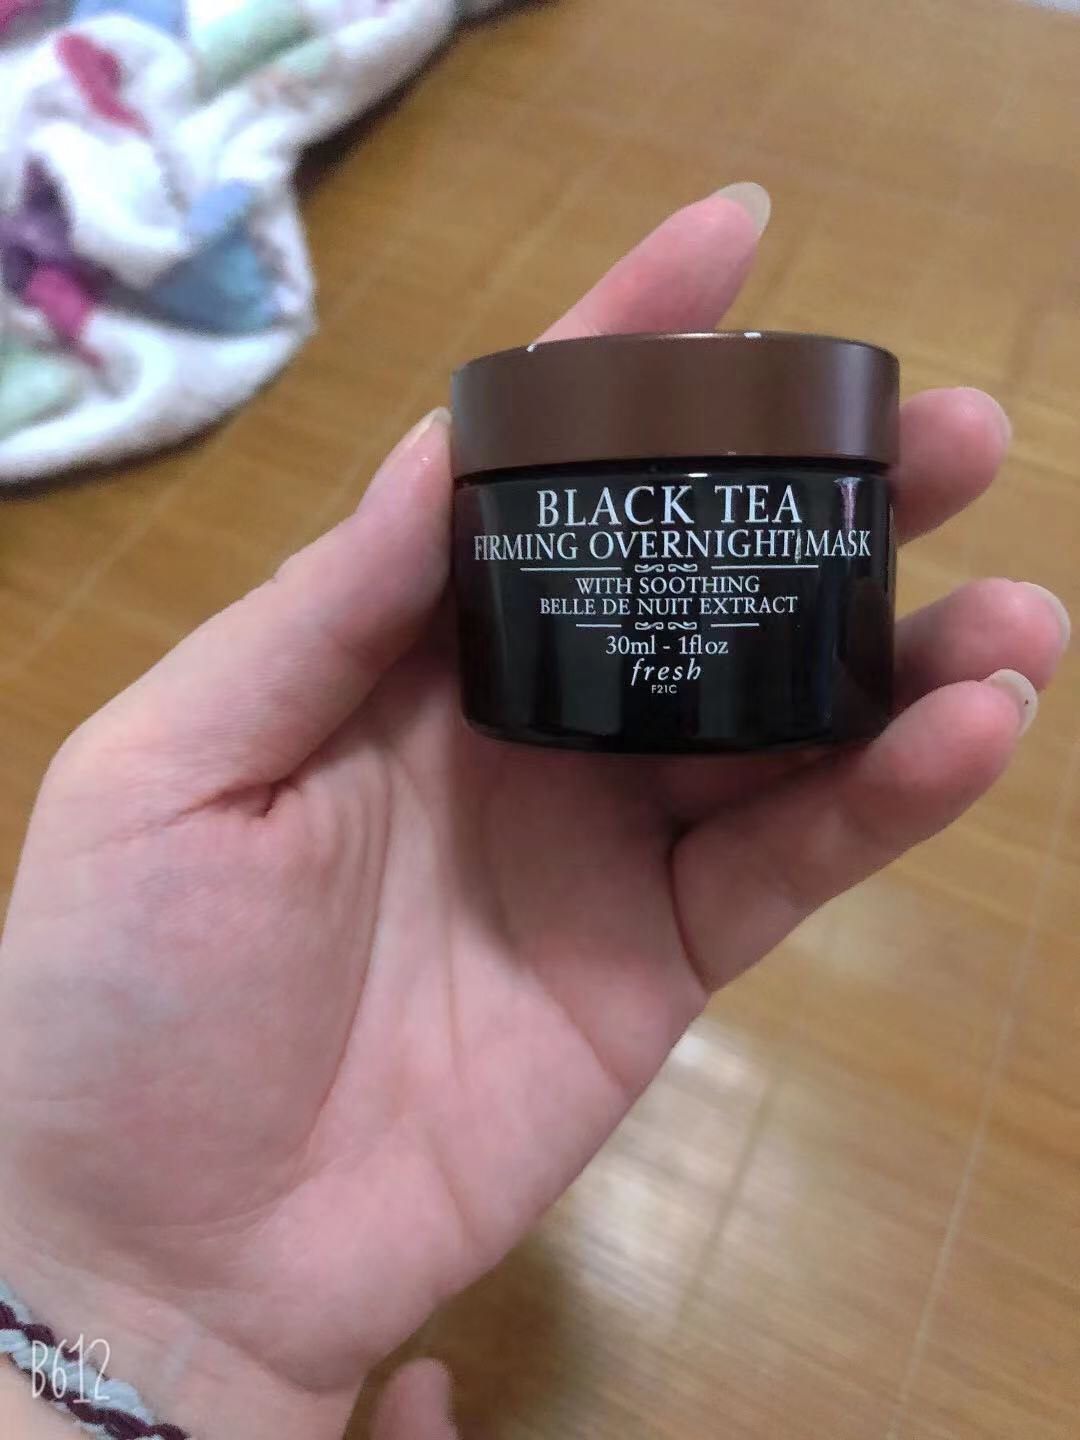 BLACK TEA
FIRMING OVERNIGHT MASK
WITH SOOTHING
BELLE DE NUIT EXTRACT
30ml - 1fl oz
fresh
F21C
B612